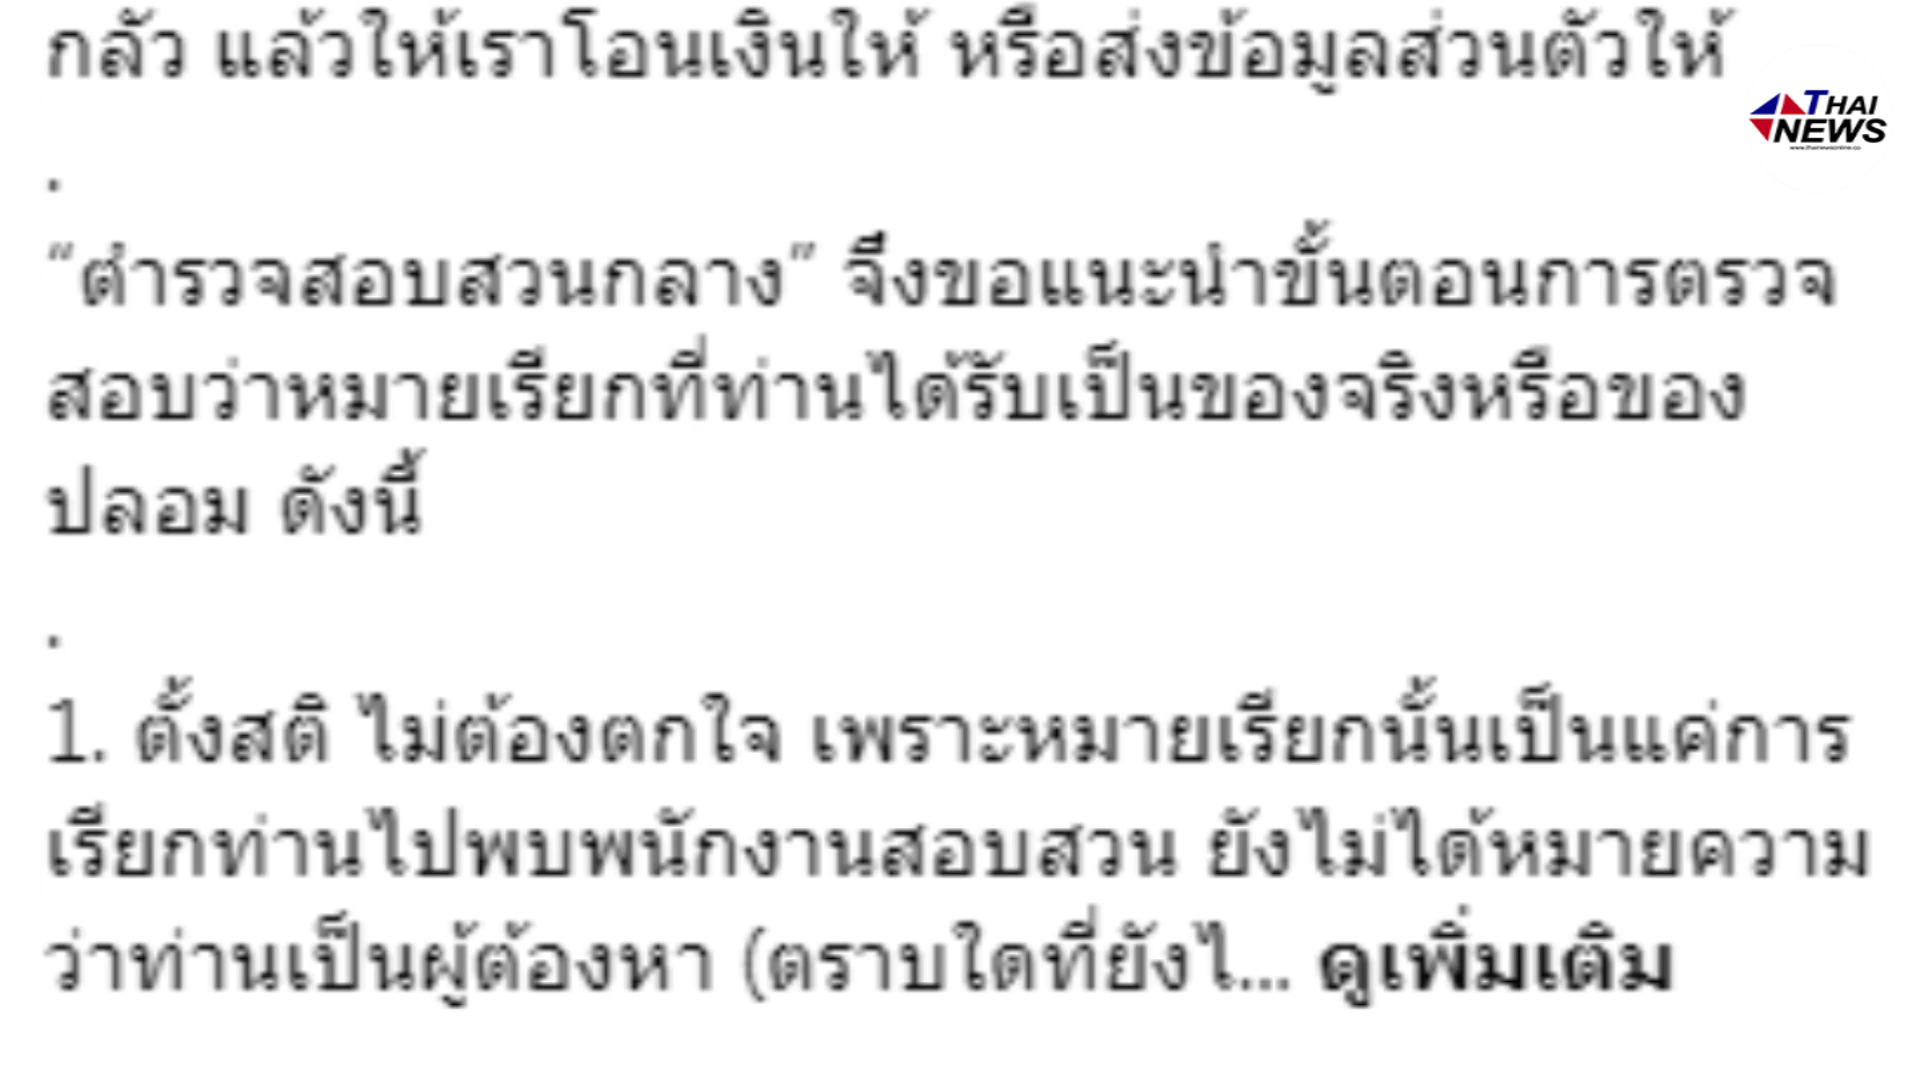 กลัว แล้วให้เราโอนเงินให้ หรือส่งข้อมูลส่วนตัวให้
THAI
NEWS
www.thainewsonline.co
.
“ตำรวจสอบสวนกลาง” จึงขอแนะนำขั้นตอนการตรวจ
สอบว่าหมายเรียกที่ท่านได้รับเป็นของจริงหรือของ
ปลอม ดังนี้
.
1. ตั้งสติ ไม่ต้องตกใจ เพราะหมายเรียกนั้นเป็นแค่การ
เรียกท่านไปพบพนักงานสอบสวน ยังไม่ได้หมายความ
ว่าท่านเป็นผู้ต้องหา (ตราบใดที่ยังไ... ดูเพิ่มเติม